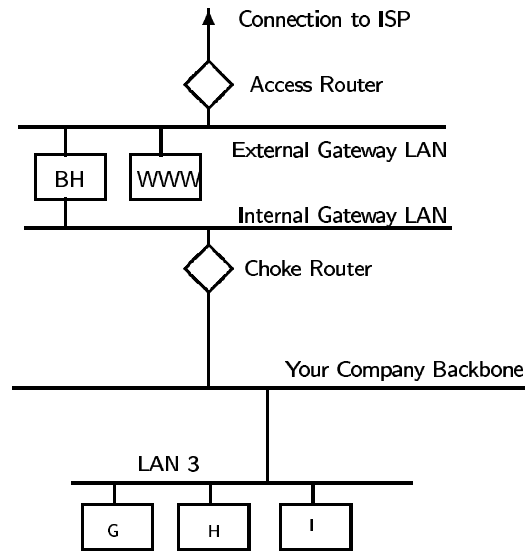 Connection to ISP
Access Router
External Gateway LAN
BH
WWW
Internal Gateway LAN
Choke Router
Your Company Backbone
LAN 3
G
H
I